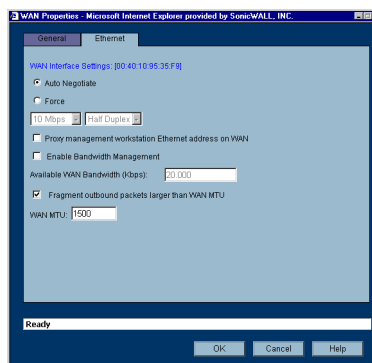 WAN Properties - Microsoft Internet Explorer provided by SonicWALL, INC.
General Ethernet
WAN Interface Settings: [00:40:10:95:35:F9]
Auto Negotiate
Force
10 Mbps Half Duplex
Proxy management workstation Ethernet address on WAN
Enable Bandwidth Management
Available WAN Bandwidth (Kbps): 20.000
Fragment outbound packets larger than WAN MTU
WAN MTU: 1500
Ready
OK Cancel Help